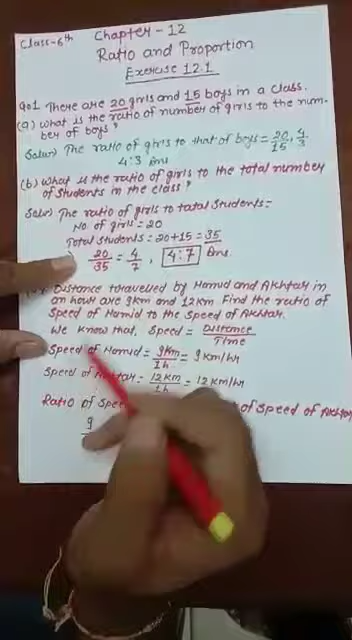 Class-6th Chapter-12
Ratio and Proportion
Exercise 12.1
Qo1 There are 20 girls and 15 boys in a class.
(a) What is the ratio of number of girls to the num-
ber of boys?
Solun) The ratio of girls to that of boys = 20/15, 4/3
4:3 Ans
(b) What is the ratio of girls to the total number
of students in the class?
Solun) The ratio of girls to total students =
No of girls = 20
Total students = 20+15 = 35
20/35 = 4/7, 4:7 Ans.
Distance travelled by Hamid and Akhtar in
an hour are 9km and 12km. Find the ratio of
Speed of Hamid to the Speed of Akhtar.
We know that, Speed = Distance/Time
Speed of Hamid = 9km/1h = 9 km/hr
Speed of Akhtar = 12km/1h = 12 km/hr
Ratio of Speed of Speed of Akhtar
9